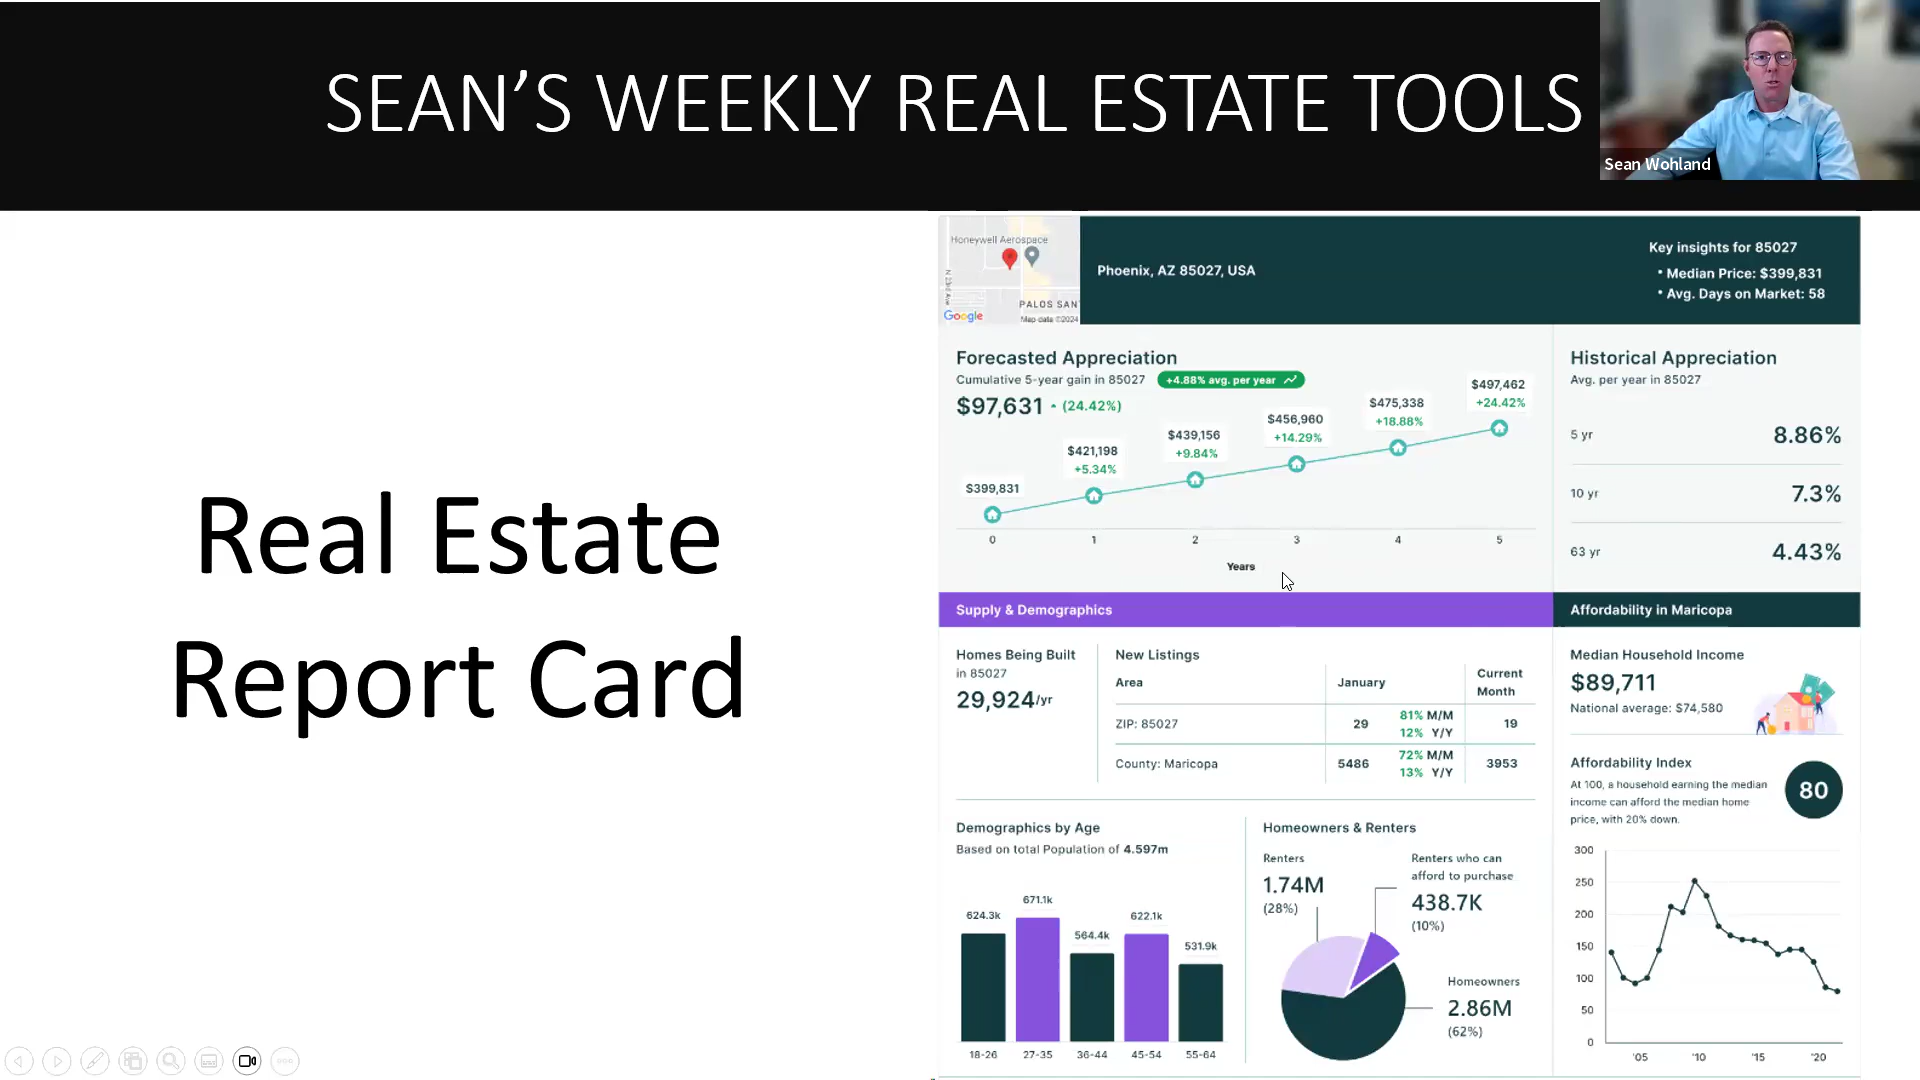 SEAN'S WEEKLY REAL ESTATE TOOLS
Sean Wohland
Real Estate
Report Card
Honeywell Aerospace
N 23rd Ave
PALOS SAN
Google
Map data ©2024
Phoenix, AZ 85027, USA
Key insights for 85027
• Median Price: $399,831
• Avg. Days on Market: 58
Forecasted Appreciation
Cumulative 5-year gain in 85027
+4.88% avg. per year
$97,631 (24.42%)
$399,831
$421,198
+5.34%
$439,156
+9.84%
$456,960
+14.29%
$475,338
+18.88%
$497,462
+24.42%
0 1 2 3 4 5
Years
Historical Appreciation
Avg. per year in 85027
5 yr 8.86%
10 yr 7.3%
63 yr 4.43%
Supply & Demographics
Homes Being Built
in 85027
29,924/yr
New Listings
Area January Current
Month
ZIP: 85027 29 81% M/M
12% Y/Y 19
County: Maricopa 5486 72% M/M
13% Y/Y 3953
Demographics by Age
Based on total Population of 4.597m
624.3k
671.1k
564.4k
622.1k
531.9k
18-26 27-35 36-44 45-54 55-64
Homeowners & Renters
Renters
1.74M
(28%)
Renters who can
afford to purchase
438.7K
(10%)
Homeowners
2.86M
(62%)
Affordability in Maricopa
Median Household Income
$89,711
National average: $74,580
Affordability Index
At 100, a household earning the median
income can afford the median home
price, with 20% down.
80
300
250
200
150
100
50
0
'05 '10 '15 '20